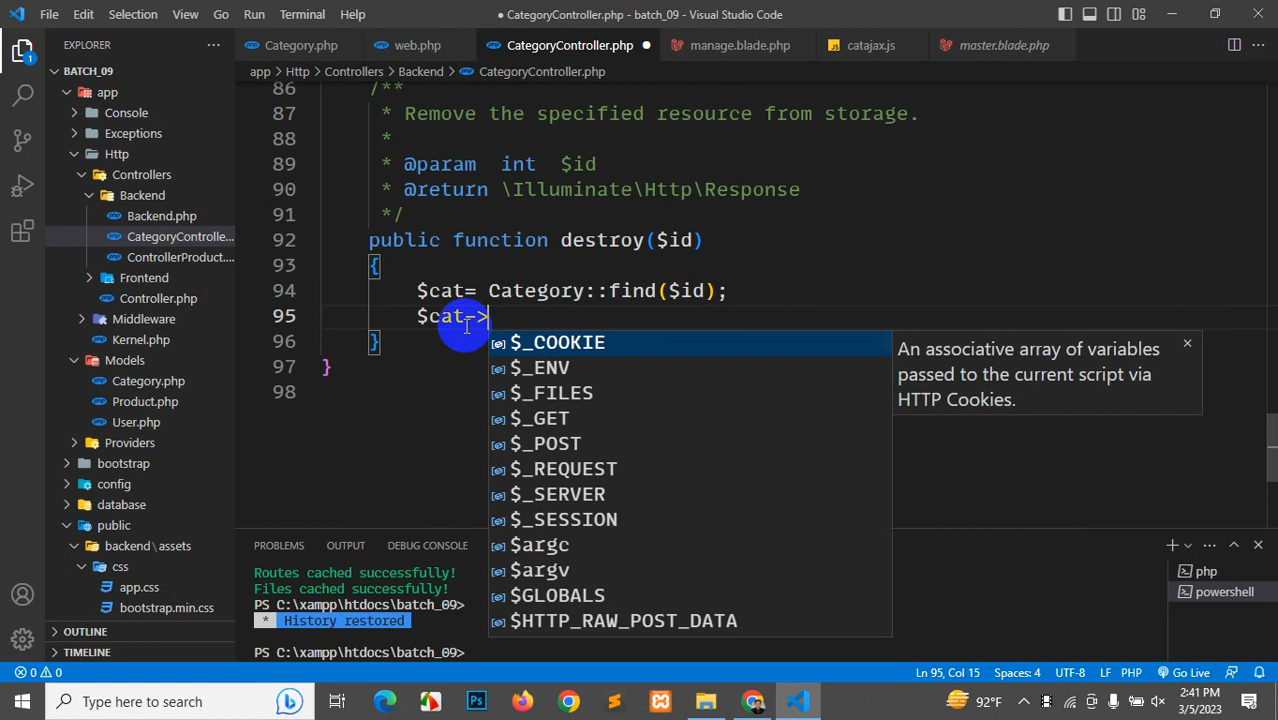 File Edit Selection View Go Run Terminal Help
● CategoryController.php - batch_09 - Visual Studio Code
EXPLORER
Category.php web.php CategoryController.php ● manage.blade.php JS catajax.js master.blade.php
BATCH_09
app > Http > Controllers > Backend > CategoryController.php
app
Console
Exceptions
Http
Controllers
Backend
Backend.php
CategoryControlle...
ControllerProduct....
Frontend
Controller.php
Middleware
Kernel.php
Models
Category.php
Product.php
User.php
Providers
bootstrap
config
database
public
backend\assets
css
app.css
bootstrap.min.css
OUTLINE
TIMELINE
86 /**
87 * Remove the specified resource from storage.
88 *
89 * @param int $id
90 * @return \Illuminate\Http\Response
91 */
92 public function destroy($id)
93 {
94 $cat= Category::find($id);
95 $cat->
96 }
97 }
98
$_COOKIE
$_ENV
$_FILES
$_GET
$_POST
$_REQUEST
$_SERVER
$_SESSION
$argc
$argv
$GLOBALS
$HTTP_RAW_POST_DATA
An associative array of variables
passed to the current script via
HTTP Cookies.
PROBLEMS OUTPUT DEBUG CONSOLE
Routes cached successfully!
Files cached successfully!
PS C:\xampp\htdocs\batch_09>
* History restored
PS C:\xampp\htdocs\batch_09>
php
powershell
0 0
Ln 95, Col 15 Spaces: 4 UTF-8 LF PHP Go Live
Type here to search
Ps
92°F
2:41 PM
3/5/2023
1